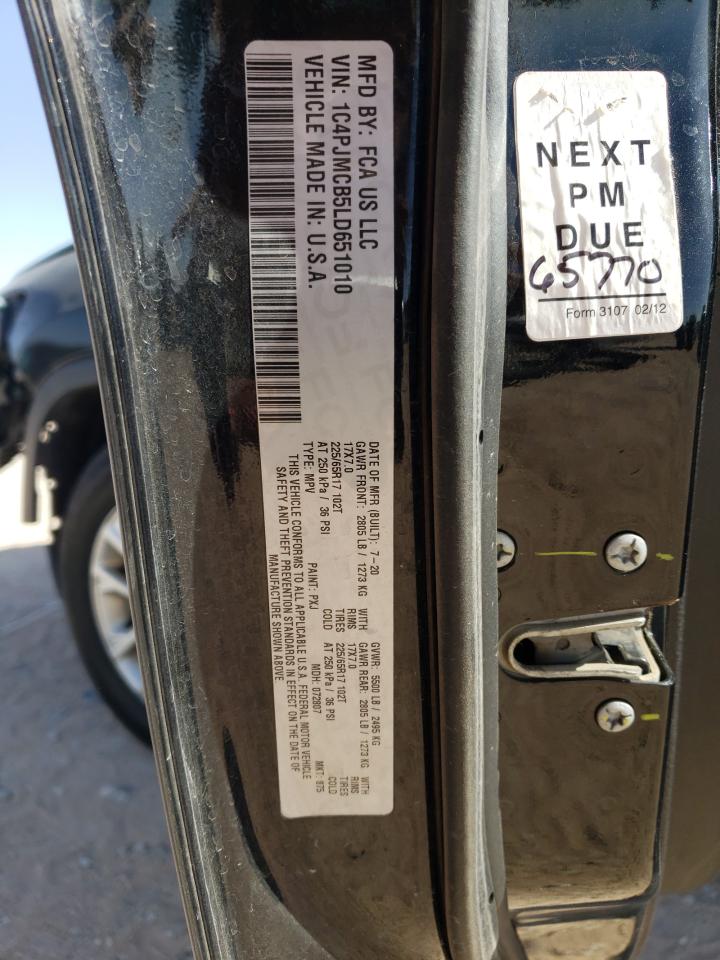 MFD BY: FCA US LLC
VIN: 1C4PJMCB5LD651010
VEHICLE MADE IN: U.S.A.
DATE OF MFR (BUILT): 7-20 GVWR: 5500 LB / 2495 KG
GAWR FRONT: 2805 LB / 1273 KG WITH GAWR REAR: 2805 LB / 1273 KG WITH
17X7.0 RIMS 17X7.0 RIMS
225/65R17 102T TIRES 225/65R17 102T TIRES
AT 250 kPa / 36 PSI COLD AT 250 kPa / 36 PSI COLD
TYPE: MPV PAINT: PXJ MDH: 072807 MKT: 975
THIS VEHICLE CONFORMS TO ALL APPLICABLE U.S.A. FEDERAL MOTOR VEHICLE
SAFETY AND THEFT PREVENTION STANDARDS IN EFFECT ON THE DATE OF
MANUFACTURE SHOWN ABOVE
NEXT
PM
DUE
65770
Form 3107 02/12